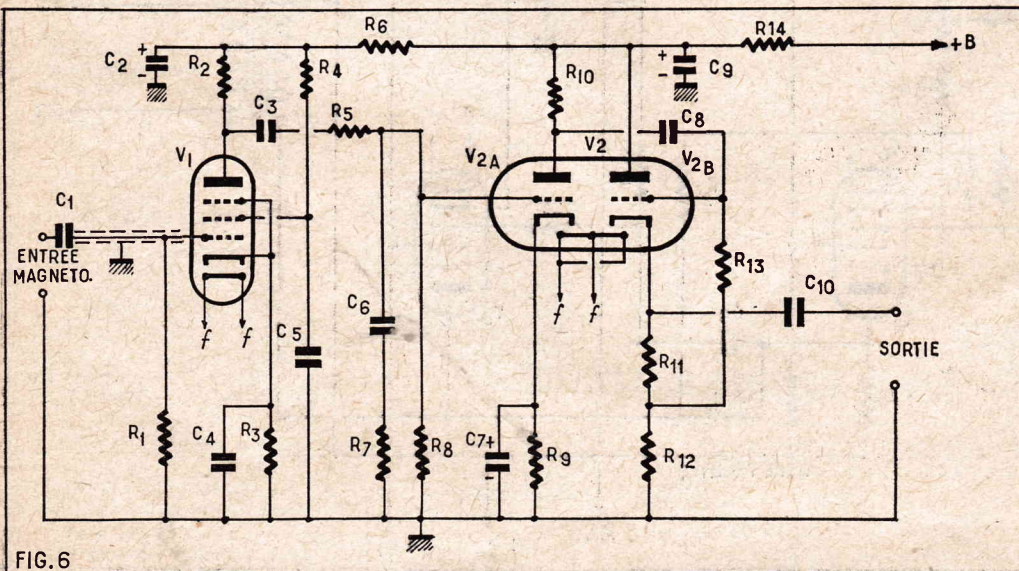 R6
R14
+B
C2
+
-
R2
R4
R10
+
-
C9
C3
R5
C8
V1
V2A
V2
V2B
C1
ENTRÉE
MAGNETO.
R13
C10
f f
C5
C6
f f
SORTIE
R11
R1
C4
R3
R7
R8
C7+
-
R9
R12
FIG.6